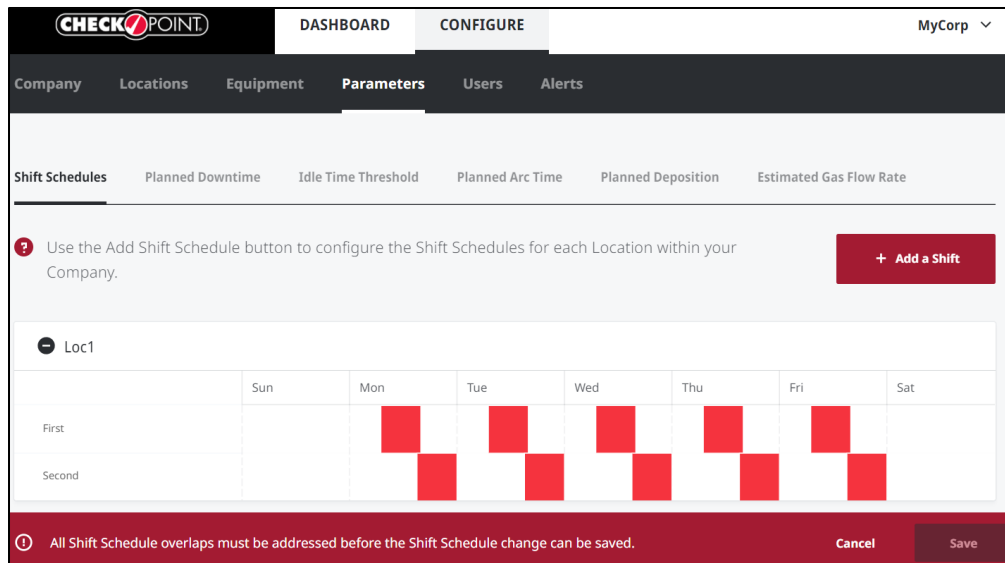 CHECK POINT.
DASHBOARD
CONFIGURE
MyCorp
Company
Locations
Equipment
Parameters
Users
Alerts
Shift Schedules
Planned Downtime
Idle Time Threshold
Planned Arc Time
Planned Deposition
Estimated Gas Flow Rate
? Use the Add Shift Schedule button to configure the Shift Schedules for each Location within your
Company.
+ Add a Shift
Loc1
Sun
Mon
Tue
Wed
Thu
Fri
Sat
First
Second
All Shift Schedule overlaps must be addressed before the Shift Schedule change can be saved.
Cancel
Save